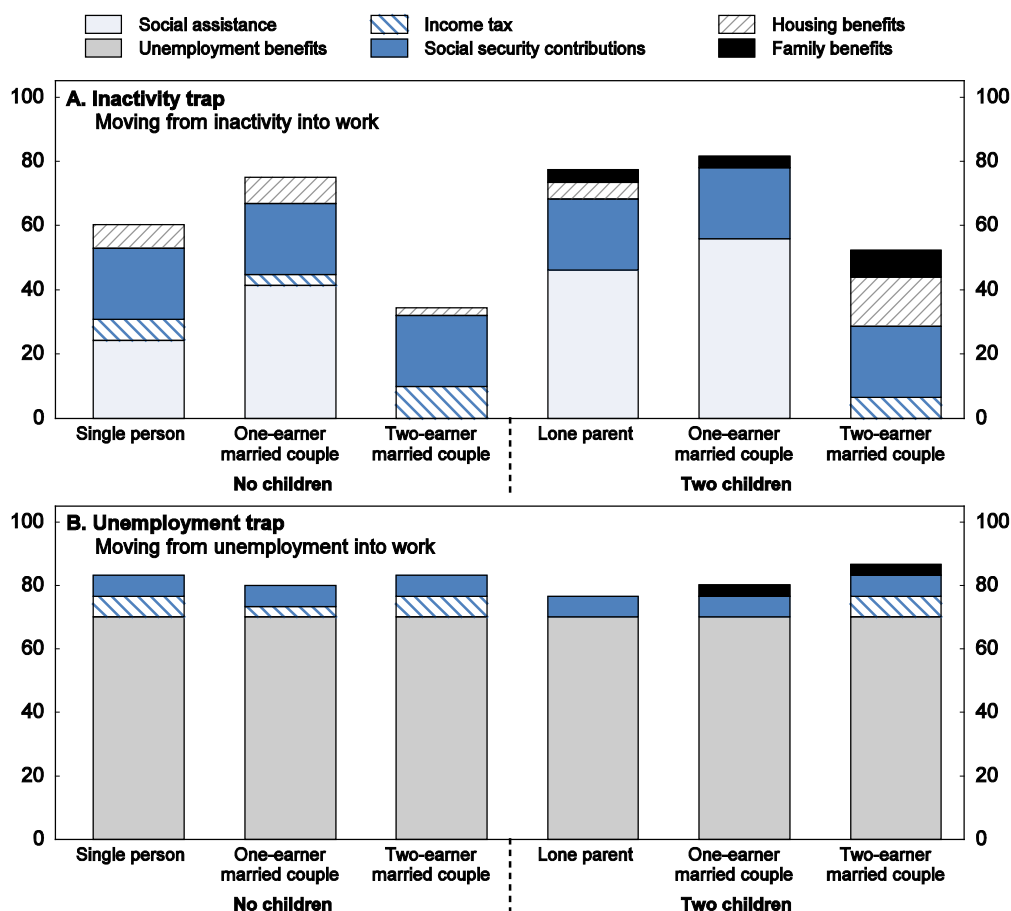 Social assistance Income tax Housing benefits
Unemployment benefits Social security contributions Family benefits
A. Inactivity trap
Moving from inactivity into work
100 100
80 80
60 60
40 40
20 20
0 0
Single person One-earner married couple Two-earner married couple Lone parent One-earner married couple Two-earner married couple
No children Two children
B. Unemployment trap
Moving from unemployment into work
100 100
80 80
60 60
40 40
20 20
0 0
Single person One-earner married couple Two-earner married couple Lone parent One-earner married couple Two-earner married couple
No children Two children